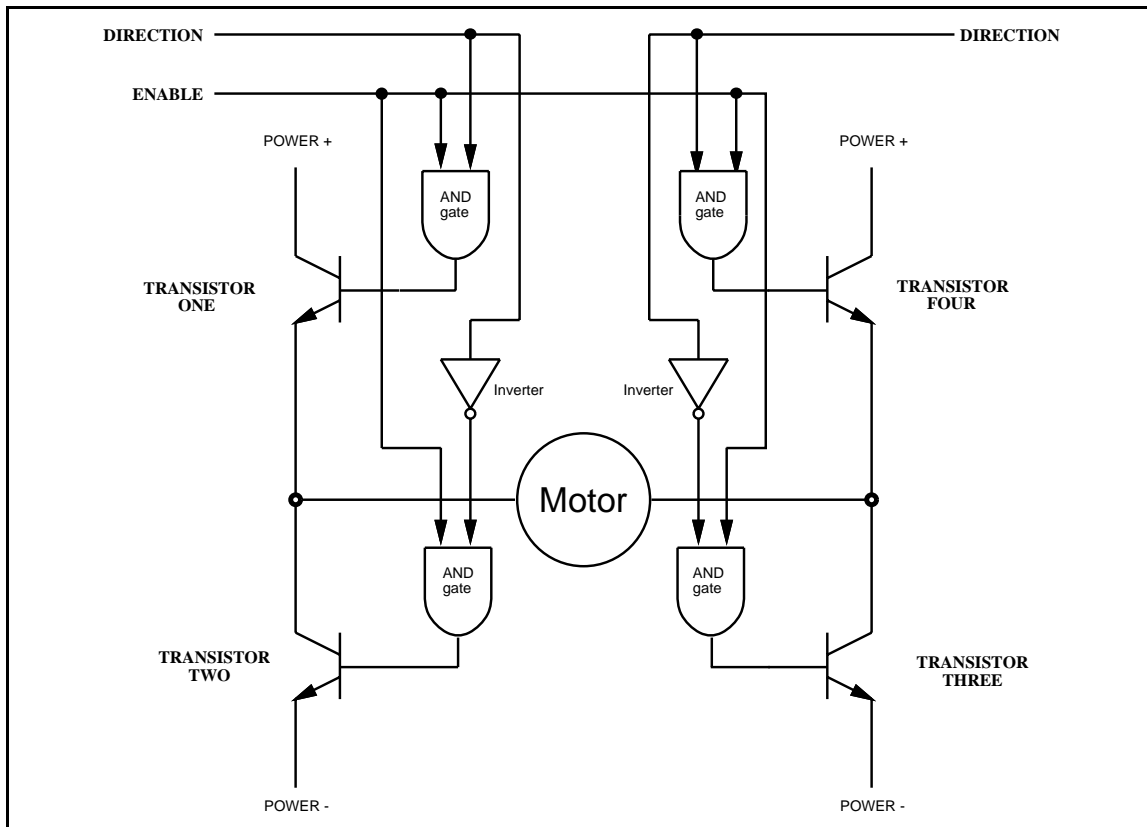 DIRECTION
DIRECTION
ENABLE
POWER +
POWER +
AND
gate
AND
gate
TRANSISTOR
ONE
TRANSISTOR
FOUR
Inverter
Inverter
Motor
AND
gate
AND
gate
TRANSISTOR
TWO
TRANSISTOR
THREE
POWER -
POWER -